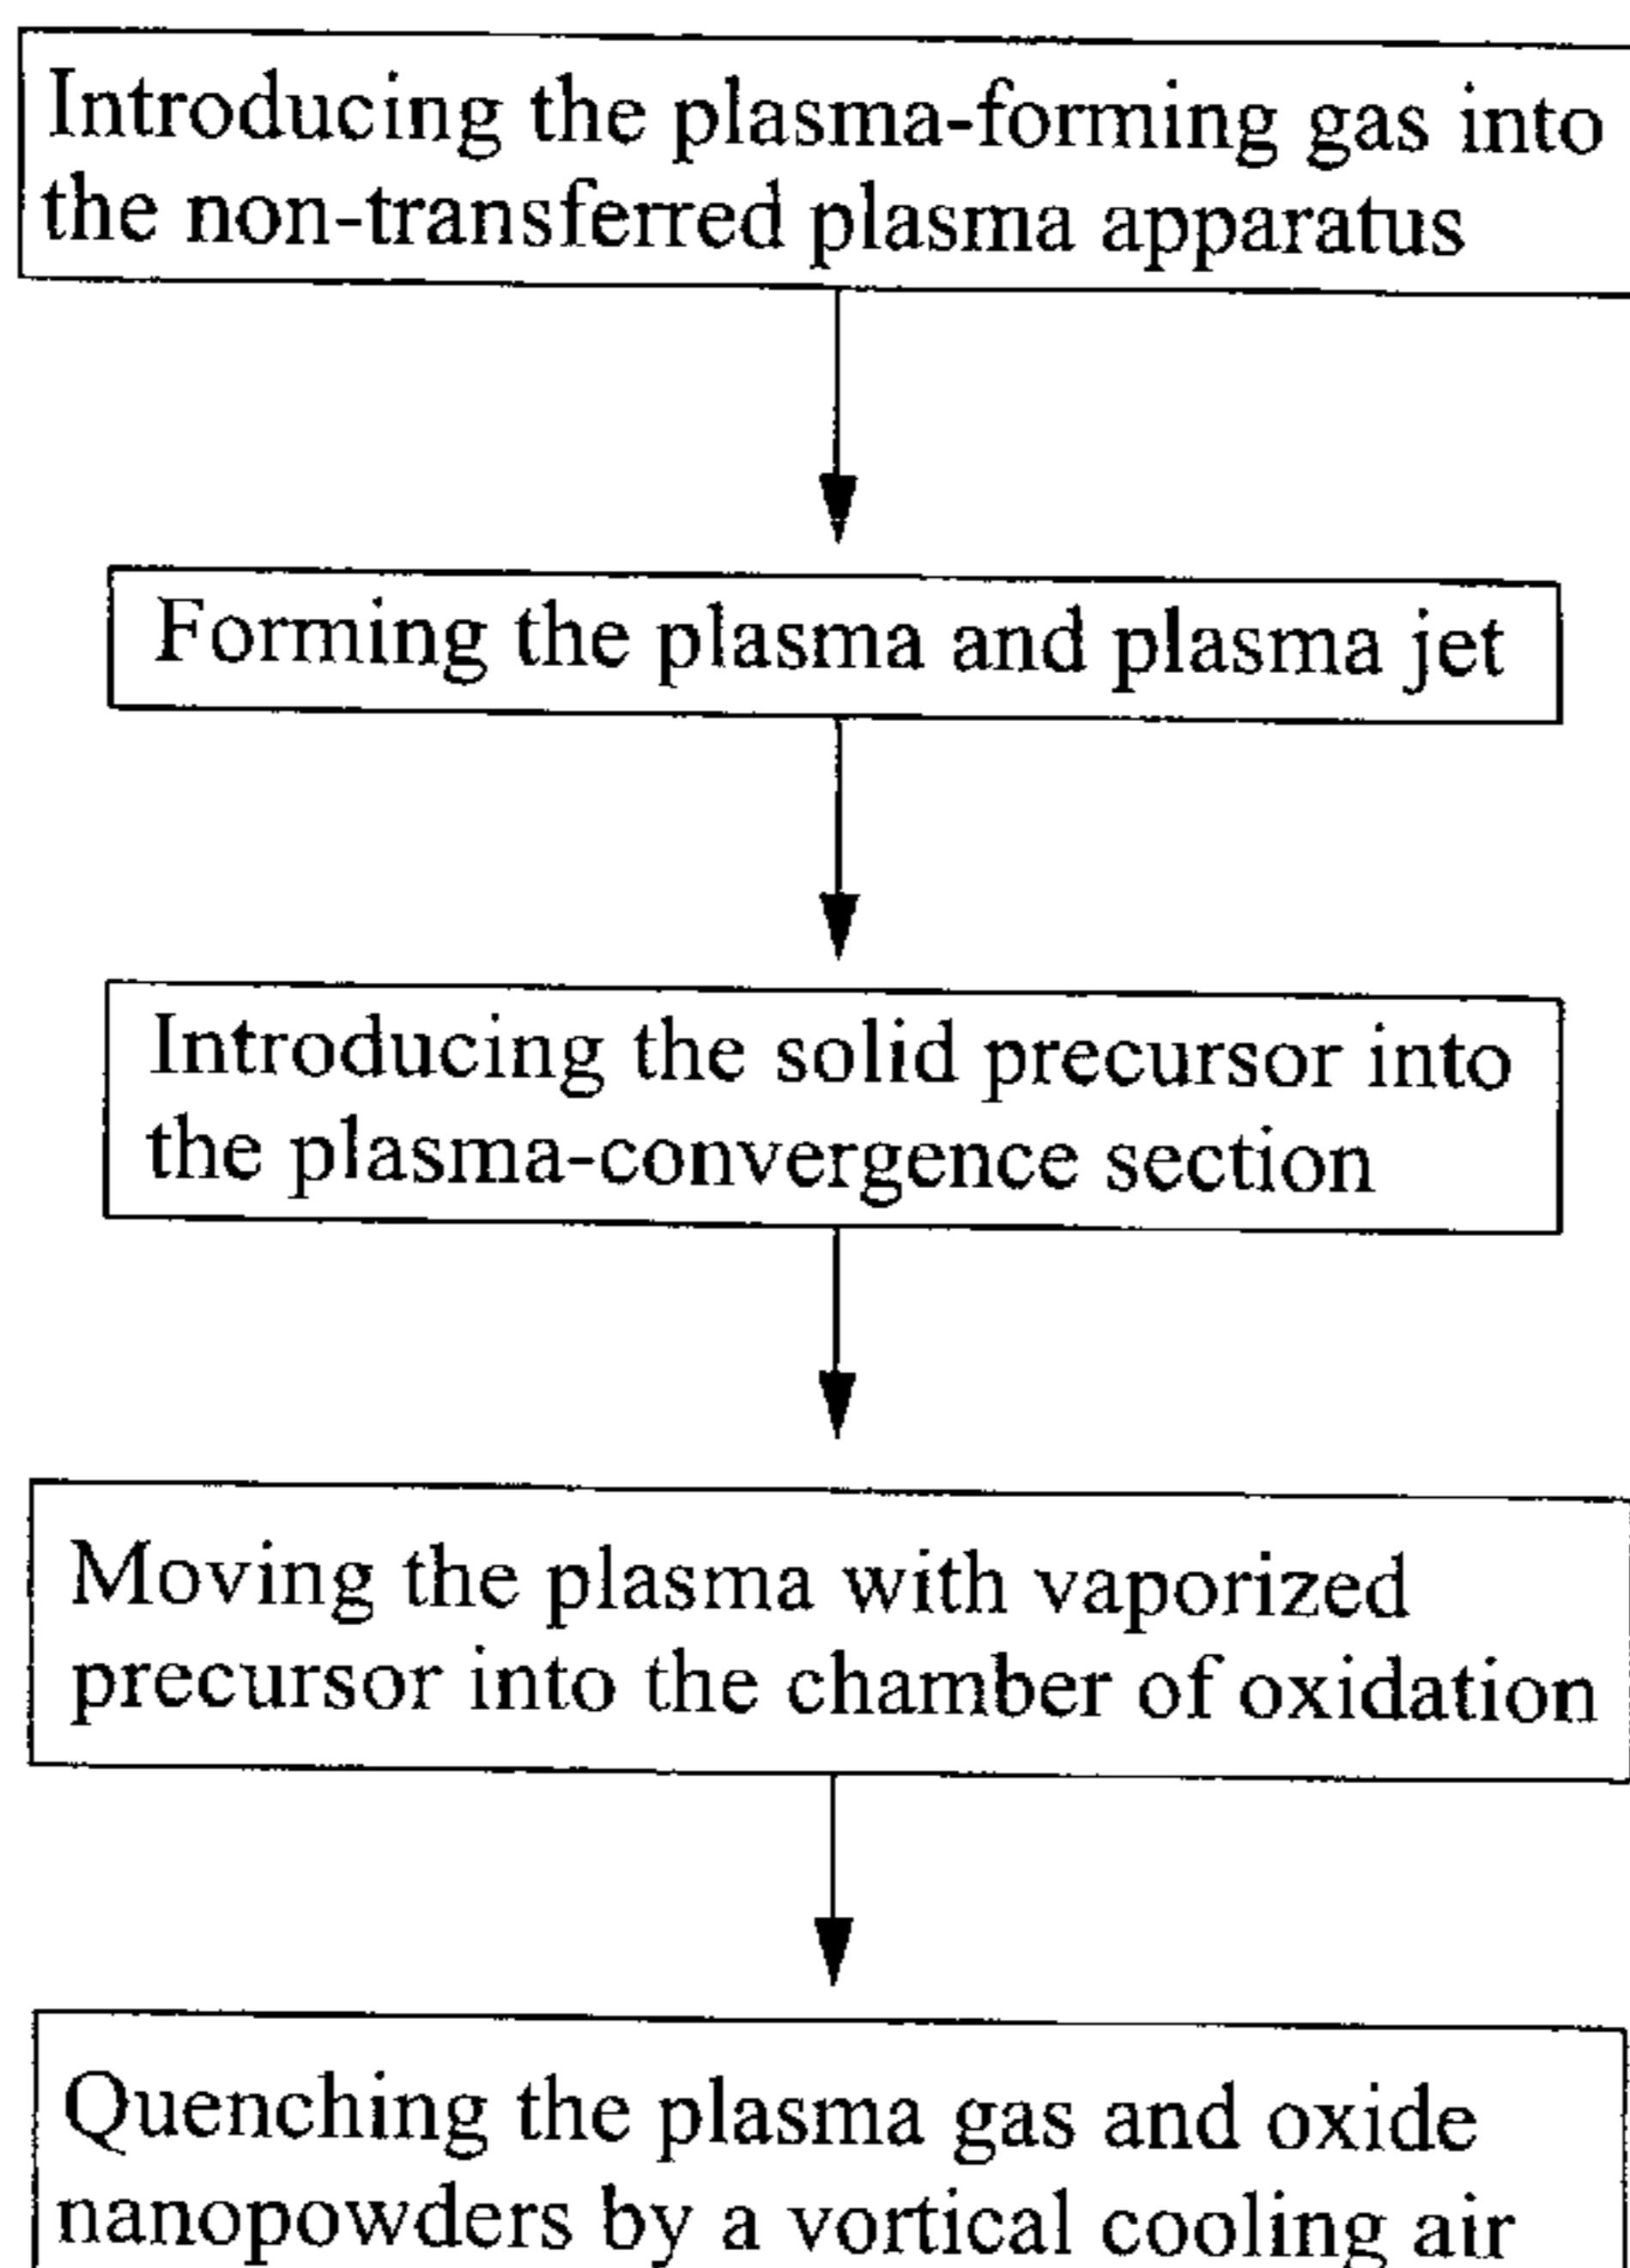 Introducing the plasma-forming gas into
the non-transferred plasma apparatus
Forming the plasma and plasma jet
Introducing the solid precursor into
the plasma-convergence section
Moving the plasma with vaporized
precursor into the chamber of oxidation
Quenching the plasma gas and oxide
nanopowders by a vortical cooling air